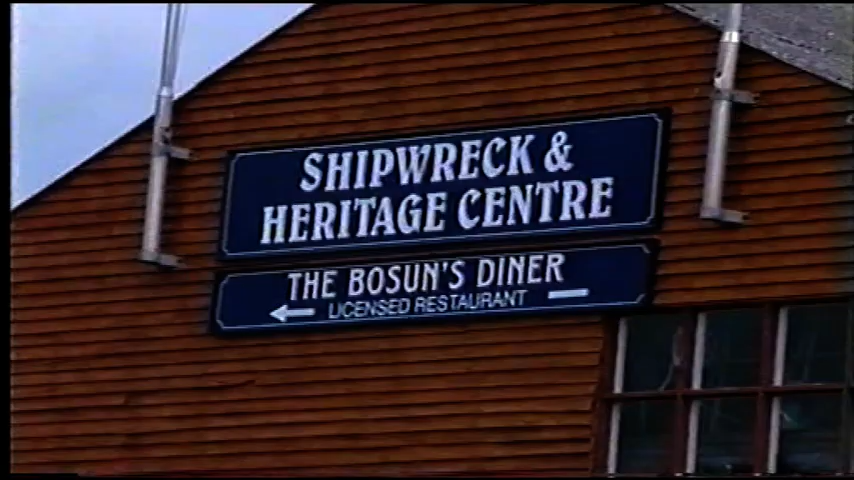 SHIPWRECK &
HERITAGE CENTRE
THE BOSUN'S DINER
LICENSED RESTAURANT